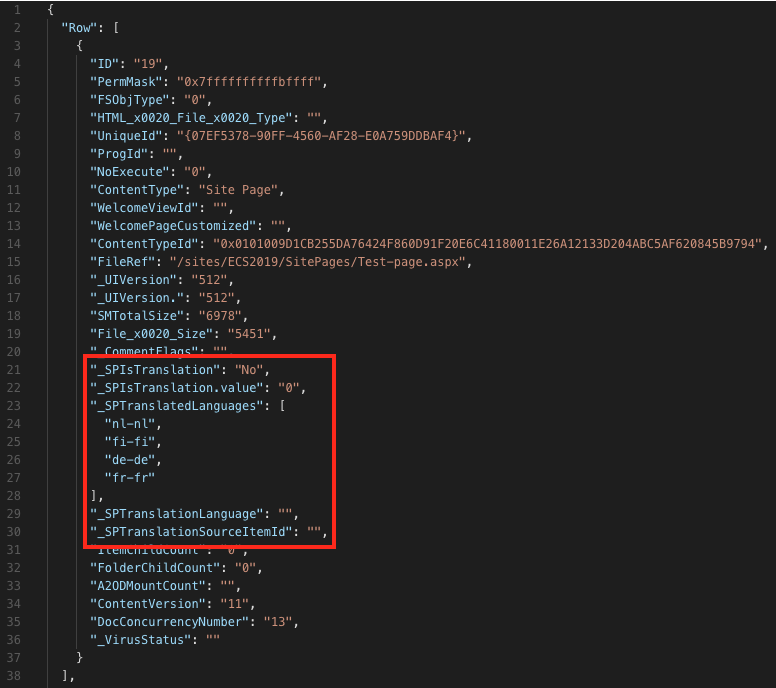 1 {
2 "Row": [
3 {
4 "ID": "19",
5 "PermMask": "0x7ffffffffffbffff",
6 "FSObjType": "0",
7 "HTML_x0020_File_x0020_Type": "",
8 "UniqueId": "{07EF5378-90FF-4560-AF28-E0A759DDBAF4}",
9 "ProgId": "",
10 "NoExecute": "0",
11 "ContentType": "Site Page",
12 "WelcomeViewId": "",
13 "WelcomePageCustomized": "",
14 "ContentTypeId": "0x0101009D1CB255DA76424F860D91F20E6C41180011E26A12133D204ABC5AF620845B9794",
15 "FileRef": "/sites/ECS2019/SitePages/Test-page.aspx",
16 "_UIVersion": "512",
17 "_UIVersion.": "512",
18 "SMTotalSize": "6978",
19 "File_x0020_Size": "5451",
20 "_CommentFlags": "",
21 "_SPIsTranslation": "No",
22 "_SPIsTranslation.value": "0",
23 "_SPTranslatedLanguages": [
24 "nl-nl",
25 "fi-fi",
26 "de-de",
27 "fr-fr"
28 ],
29 "_SPTranslationLanguage": "",
30 "_SPTranslationSourceItemId": "",
31 "ItemChildCount": "0",
32 "FolderChildCount": "0",
33 "A2ODMountCount": "",
34 "ContentVersion": "11",
35 "DocConcurrencyNumber": "13",
36 "_VirusStatus": ""
37 }
38 ],